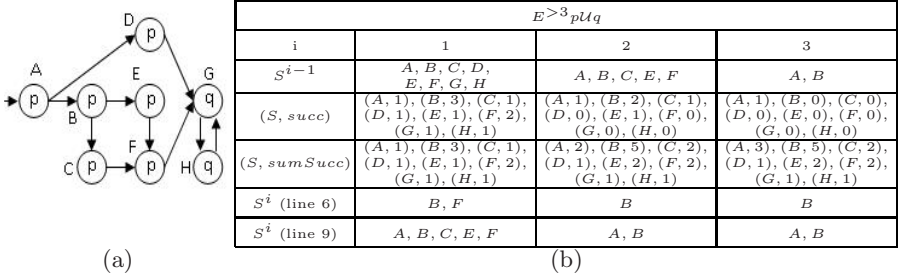 D
p
A
E
G
p
p
p
q
B
C
F
H
p
p
q
(a)
E^{>3} p𝒰q
i 1 2 3
S^{i−1} A, B, C, D, E, F, G, H A, B, C, E, F A, B
(S, succ) (A, 1), (B, 3), (C, 1), (D, 1), (E, 1), (F, 2), (G, 1), (H, 1) (A, 1), (B, 2), (C, 1), (D, 0), (E, 1), (F, 0), (G, 0), (H, 0) (A, 1), (B, 0), (C, 0), (D, 0), (E, 0), (F, 0), (G, 0), (H, 0)
(S, sumSucc) (A, 1), (B, 3), (C, 1), (D, 1), (E, 1), (F, 2), (G, 1), (H, 1) (A, 2), (B, 5), (C, 2), (D, 1), (E, 2), (F, 2), (G, 1), (H, 1) (A, 3), (B, 5), (C, 2), (D, 1), (E, 2), (F, 2), (G, 1), (H, 1)
S^i (line 6) B, F B B
S^i (line 9) A, B, C, E, F A, B A, B
(b)